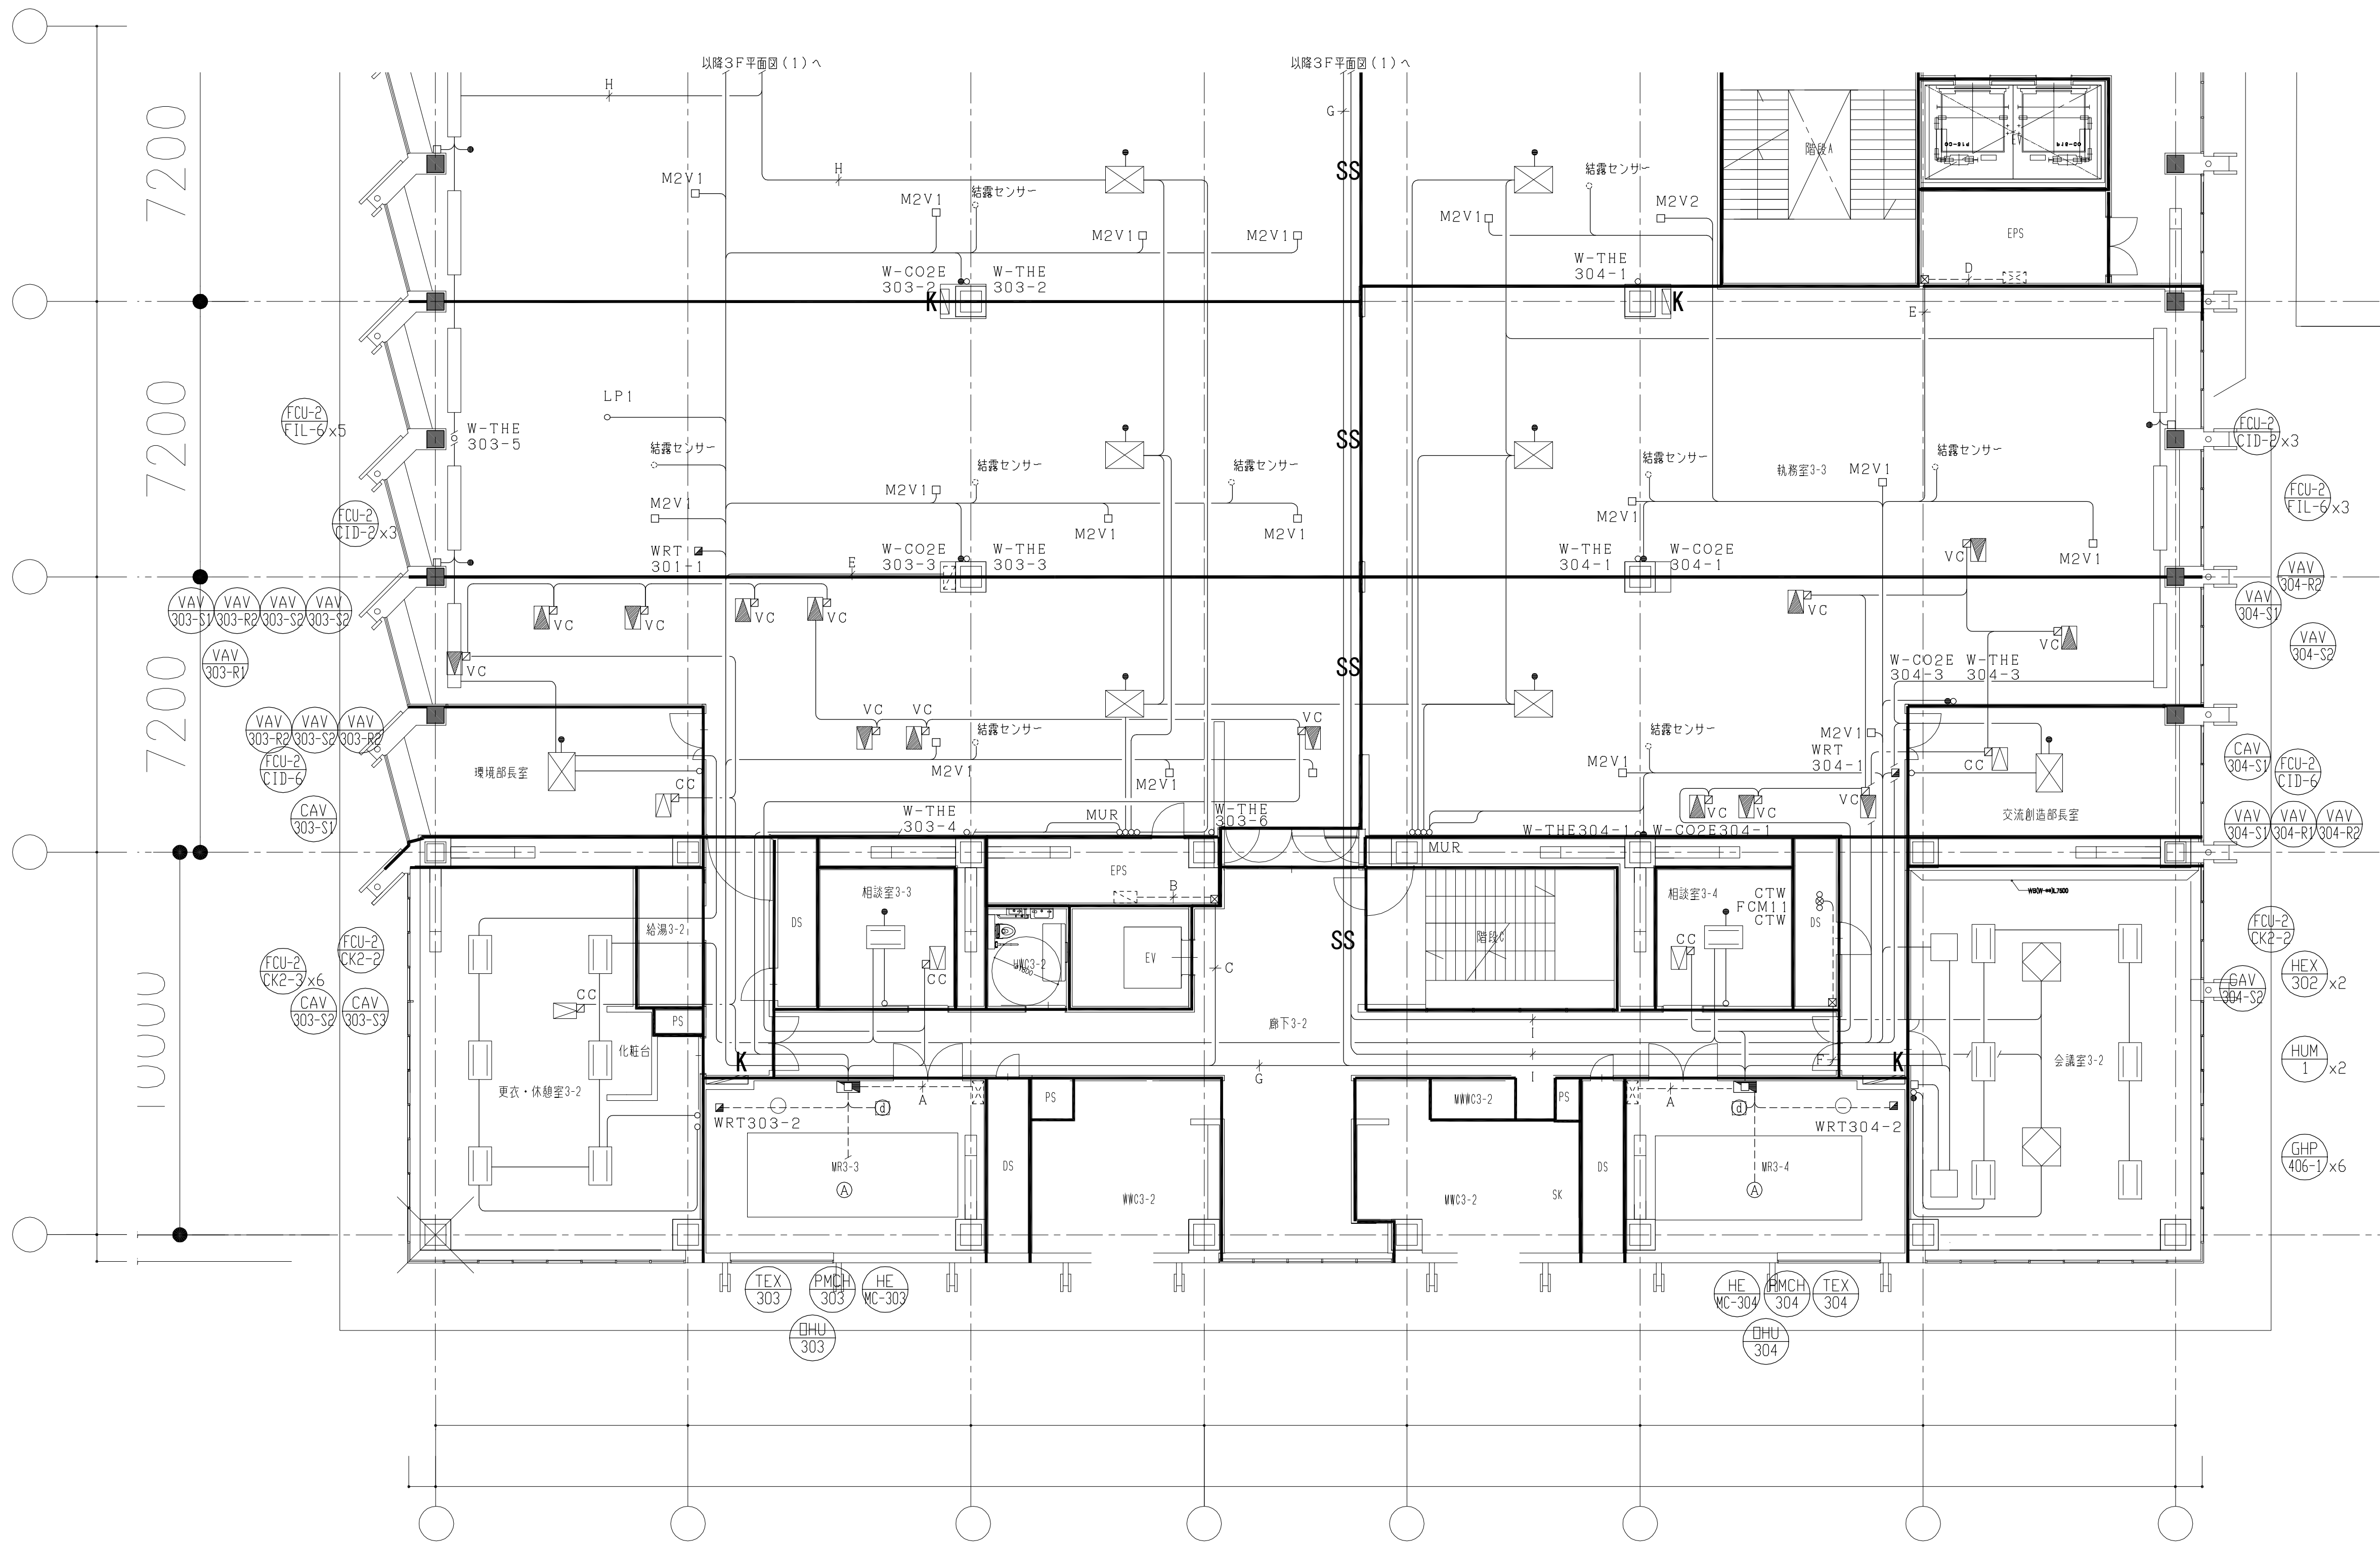 以降3F平面図(1)へ
以降3F平面図(1)へ
H
G
7200
階段A
EV
H
SS
結露センサー
M2V1
結露センサー
M2V1
M2V1
M2V2
M2V1
M2V1
EPS
D
W-CO2E
303-2
W-THE
303-2
W-THE
304-1
K
K
E
7200
LP1
FCU-2
FIL-6
x5
W-THE
303-5
SS
FCU-2
CID-2
x3
結露センサー
結露センサー
結露センサー
結露センサー
結露センサー
執務室3-3
M2V1
M2V1
M2V1
M2V1
M2V1
M2V1
M2V1
FCU-2
FIL-6
x3
FCU-2
CID-2
x3
WRT
301-1
E
W-CO2E
303-3
W-THE
303-3
W-THE
304-1
W-CO2E
304-1
VC
VAV
304-R2
VAV
303-S1
VAV
303-R2
VAV
303-S2
VAV
303-S2
VC
VC
VC
VC
VC
VAV
304-S1
VAV
303-R1
VC
VC
VAV
304-S2
7200
SS
W-CO2E
304-3
W-THE
304-3
VAV
303-R2
VAV
303-S2
VAV
303-R2
VC
VC
VC
結露センサー
結露センサー
M2V1
WRT
304-1
FCU-2
CID-6
環境部長室
M2V1
M2V1
M2V1
CAV
304-S1
FCU-2
CID-6
CC
CC
CAV
303-S1
W-THE
303-4
MUR
W-THE
303-6
VC
VC
VC
交流創造部長室
VAV
304-S1
VAV
304-R1
VAV
304-R2
W-THE304-1
W-CO2E304-1
MUR
EPS
B
相談室3-3
DS
相談室3-4
CTW
FCM11
CTW
DS
給湯3-2
FCU-2
CK2-2
FCU-2
CK2-3
x6
HWC3-2
EV
C
CC
SS
階段C
CC
FCU-2
CK2-2
HEX
302
x2
CAV
304-S2
CAV
303-S2
CAV
303-S3
CC
PS
化粧台
廊下3-2
I
10000
K
G
I
F
K
会議室3-2
HUM
1
x2
更衣・休憩室3-2
A
d
WRT303-2
PS
MWWC3-2
PS
A
d
WRT304-2
MR3-3
A
DS
WWC3-2
MWC3-2
SK
DS
MR3-4
A
GHP
406-1
x6
TEX
303
PMCH
303
HE
MC-303
HE
MC-304
PMCH
304
TEX
304
OHU
303
OHU
304